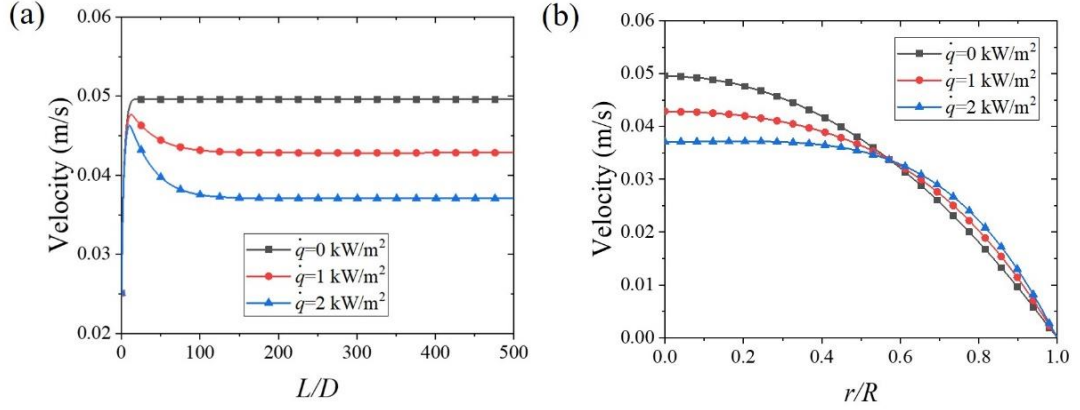 (a)
0.06
0.05
0.04
0.03
0.02
Velocity (m/s)
q̇=0 kW/m²
q̇=1 kW/m²
q̇=2 kW/m²
0 100 200 300 400 500
L/D
(b)
0.06
0.05
0.04
0.03
0.02
0.01
0.00
Velocity (m/s)
q̇=0 kW/m²
q̇=1 kW/m²
q̇=2 kW/m²
0.0 0.2 0.4 0.6 0.8 1.0
r/R